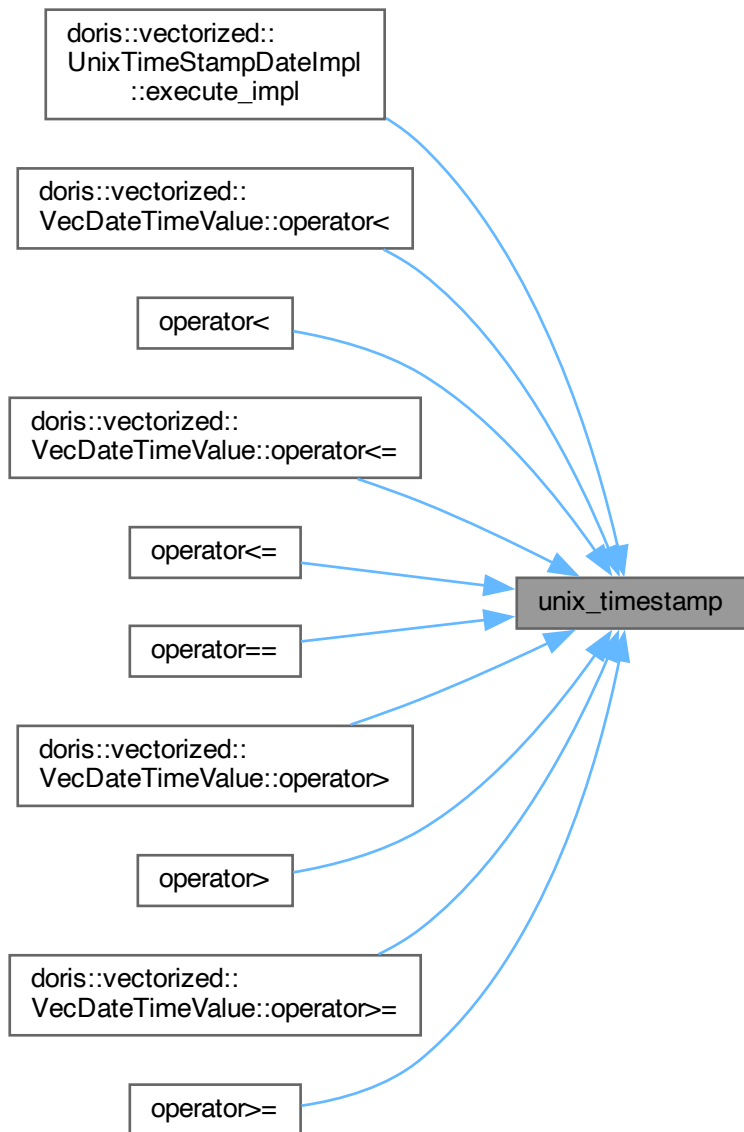 doris::vectorized::
UnixTimeStampDateImpl
::execute_impl
doris::vectorized::
VecDateTimeValue::operator<
operator<
doris::vectorized::
VecDateTimeValue::operator<=
operator<=
unix_timestamp
operator==
doris::vectorized::
VecDateTimeValue::operator>
operator>
doris::vectorized::
VecDateTimeValue::operator>=
operator>=